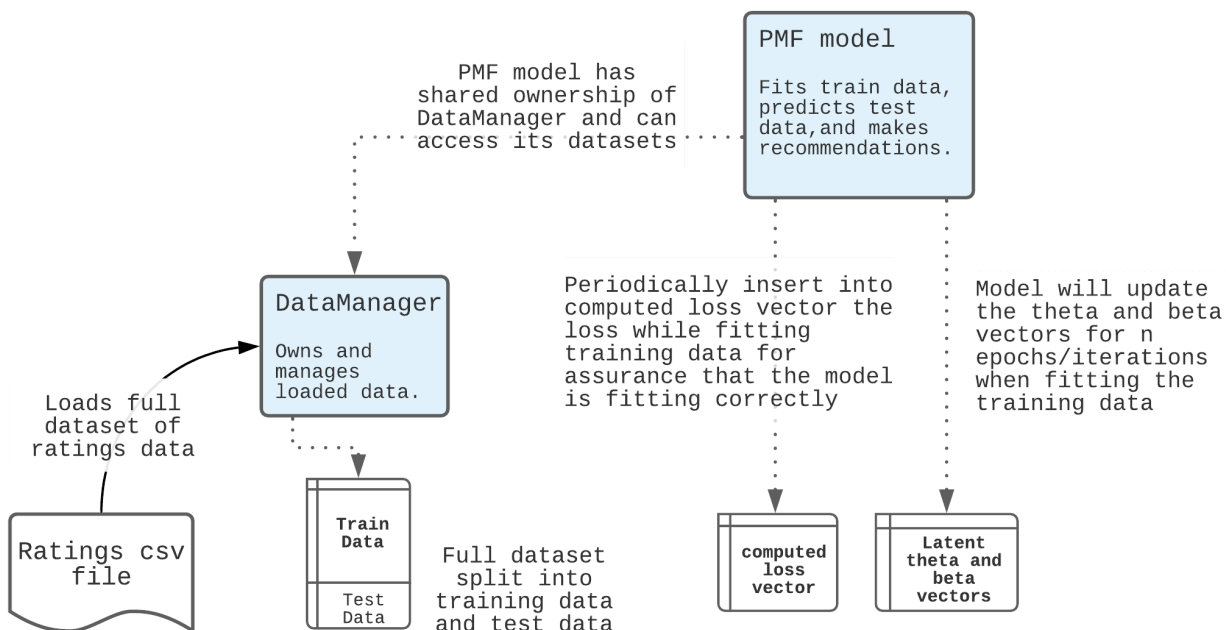 PMF model
Fits train data,
predicts test
data,and makes
recommendations.
PMF model has
shared ownership of
DataManager and can
access its datasets
DataManager
Owns and
manages
loaded data.
Periodically insert into
computed loss vector the
loss while fitting
training data for
assurance that the model
is fitting correctly
Model will update
the theta and beta
vectors for n
epochs/iterations
when fitting the
training data
Loads full
dataset of
ratings data
Ratings csv
file
Train
Data
Test
Data
Full dataset
split into
training data
and test data
computed
loss
vector
Latent
theta and
beta
vectors